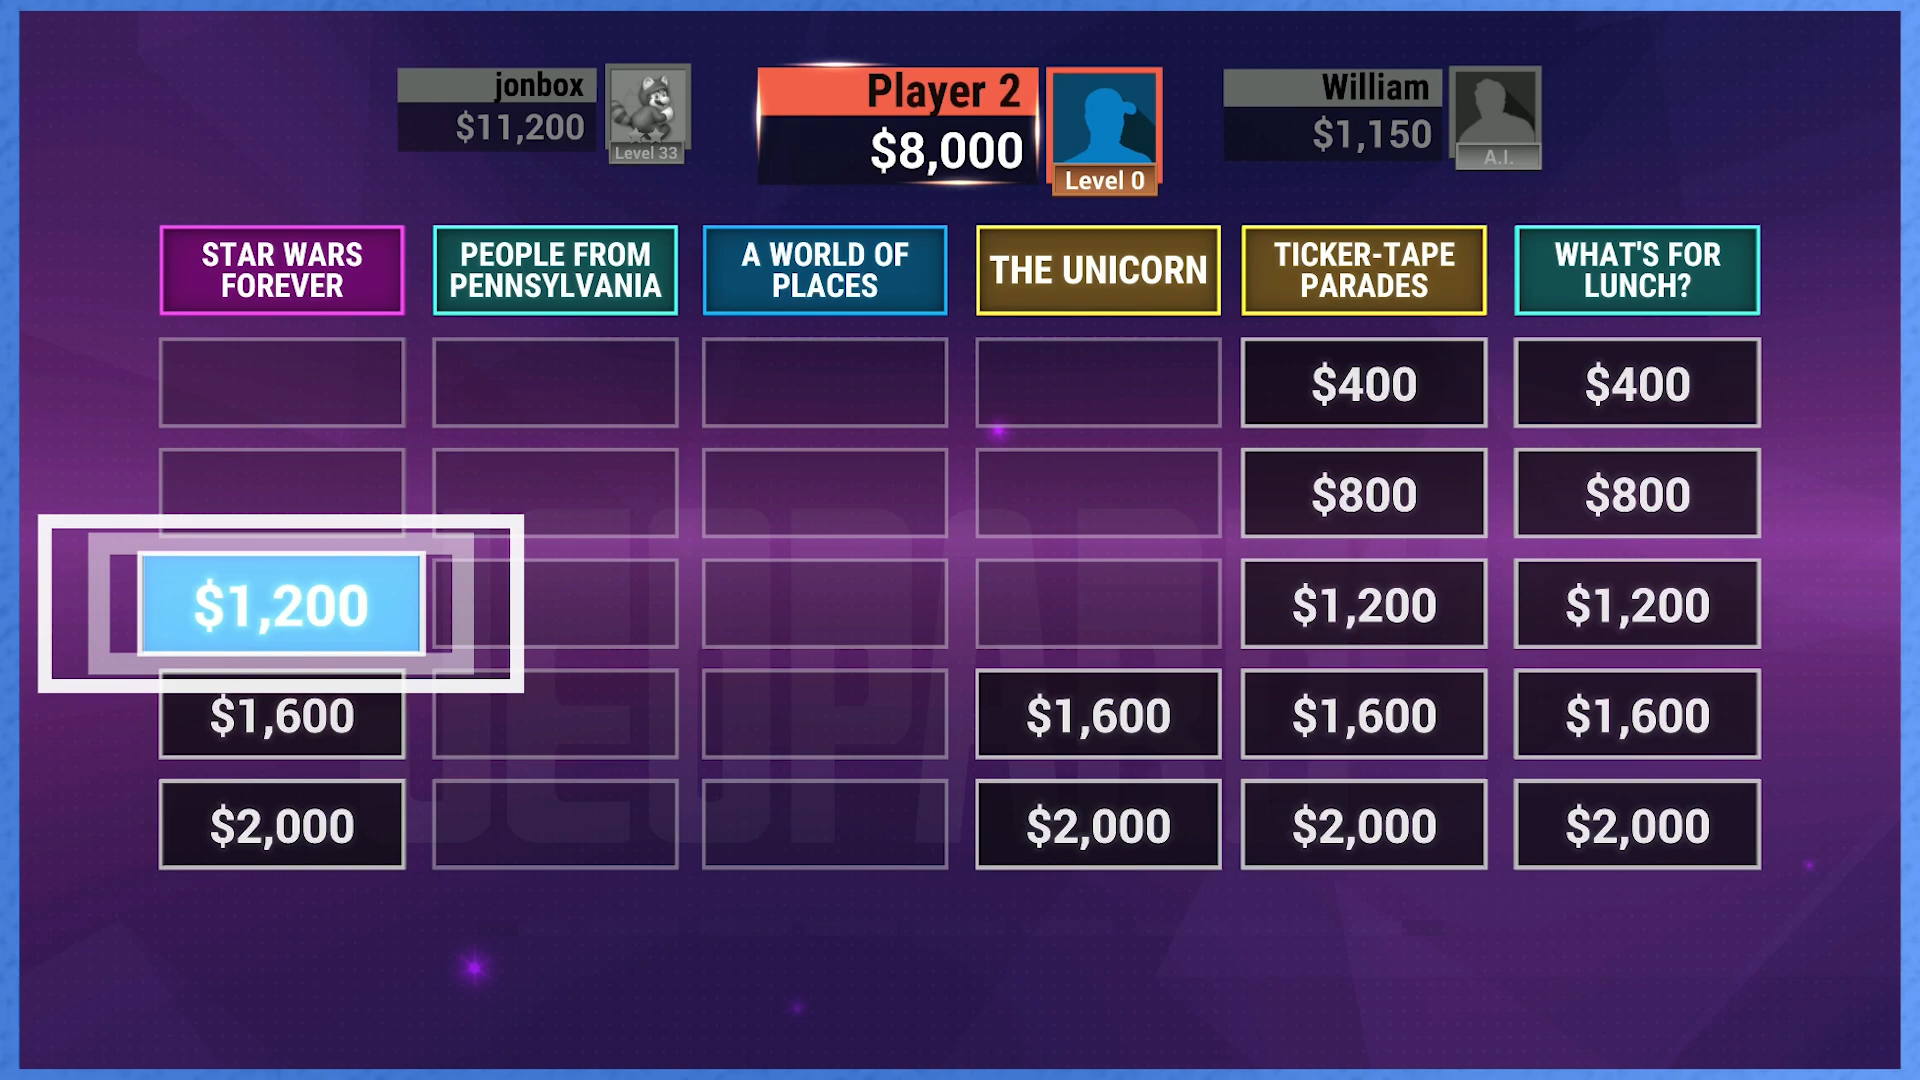 jonbox
$11,200
Level 33
Player 2
$8,000
Level 0
William
$1,150
A.I.
STAR WARS
FOREVER
PEOPLE FROM
PENNSYLVANIA
A WORLD OF
PLACES
THE UNICORN
TICKER-TAPE
PARADES
WHAT'S FOR
LUNCH?
$400
$400
$800
$800
$1,200
$1,200
$1,200
$1,600
$1,600
$1,600
$1,600
$2,000
$2,000
$2,000
$2,000